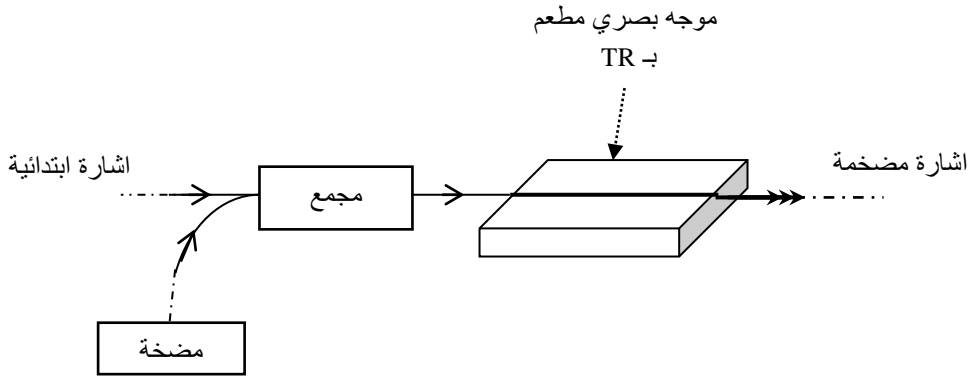 موجه بصري مطعم
بـ TR
اشارة ابتدائية
مجمع
اشارة مضخمة
مضخة